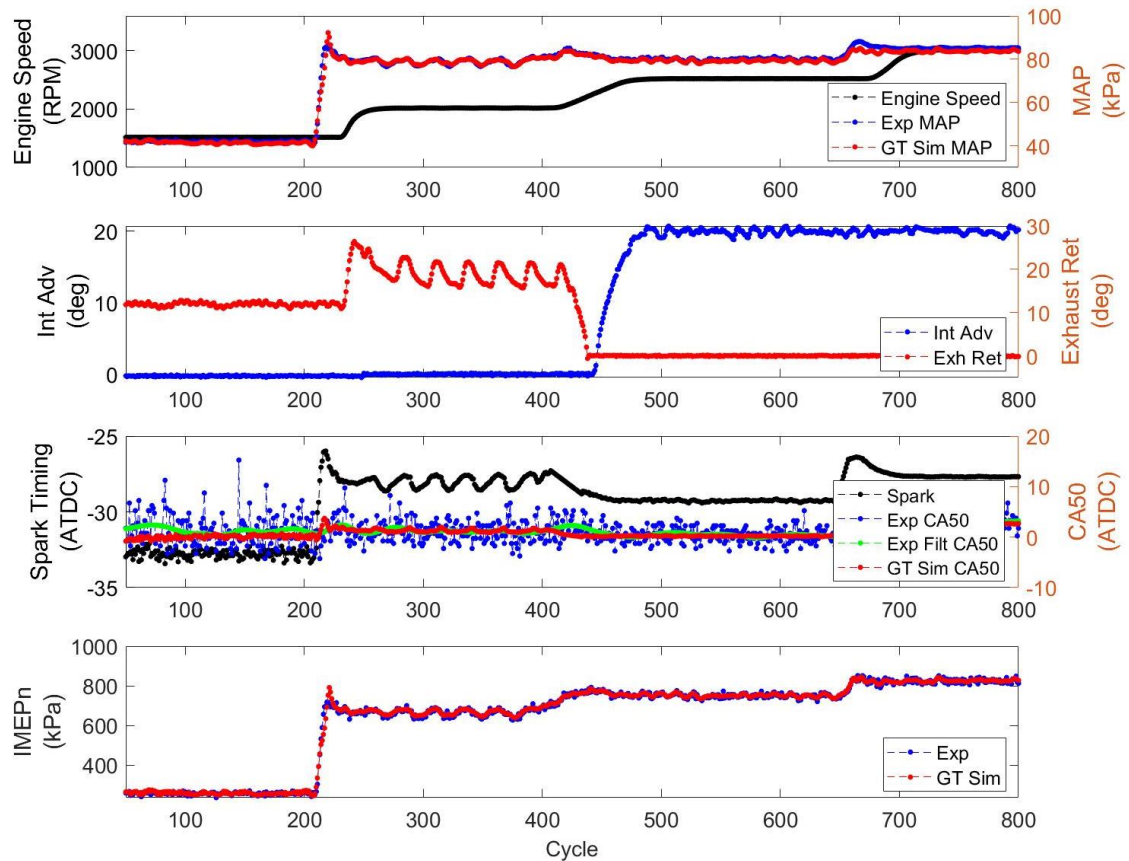 Engine Speed
(RPM)
3000
2000
1000
100
80
60
40
MAP
(kPa)
Engine Speed
Exp MAP
GT Sim MAP
100 200 300 400 500 600 700 800
Int Adv
(deg)
20
10
0
30
20
10
0
Exhaust Ret
(deg)
Int Adv
Exh Ret
100 200 300 400 500 600 700 800
Spark Timing
(ATDC)
-25
-30
-35
20
10
0
-10
CA50
(ATDC)
Spark
Exp CA50
Exp Filt CA50
GT Sim CA50
100 200 300 400 500 600 700 800
IMEPn
(kPa)
1000
800
600
400
Exp
GT Sim
100 200 300 400 500 600 700 800
Cycle